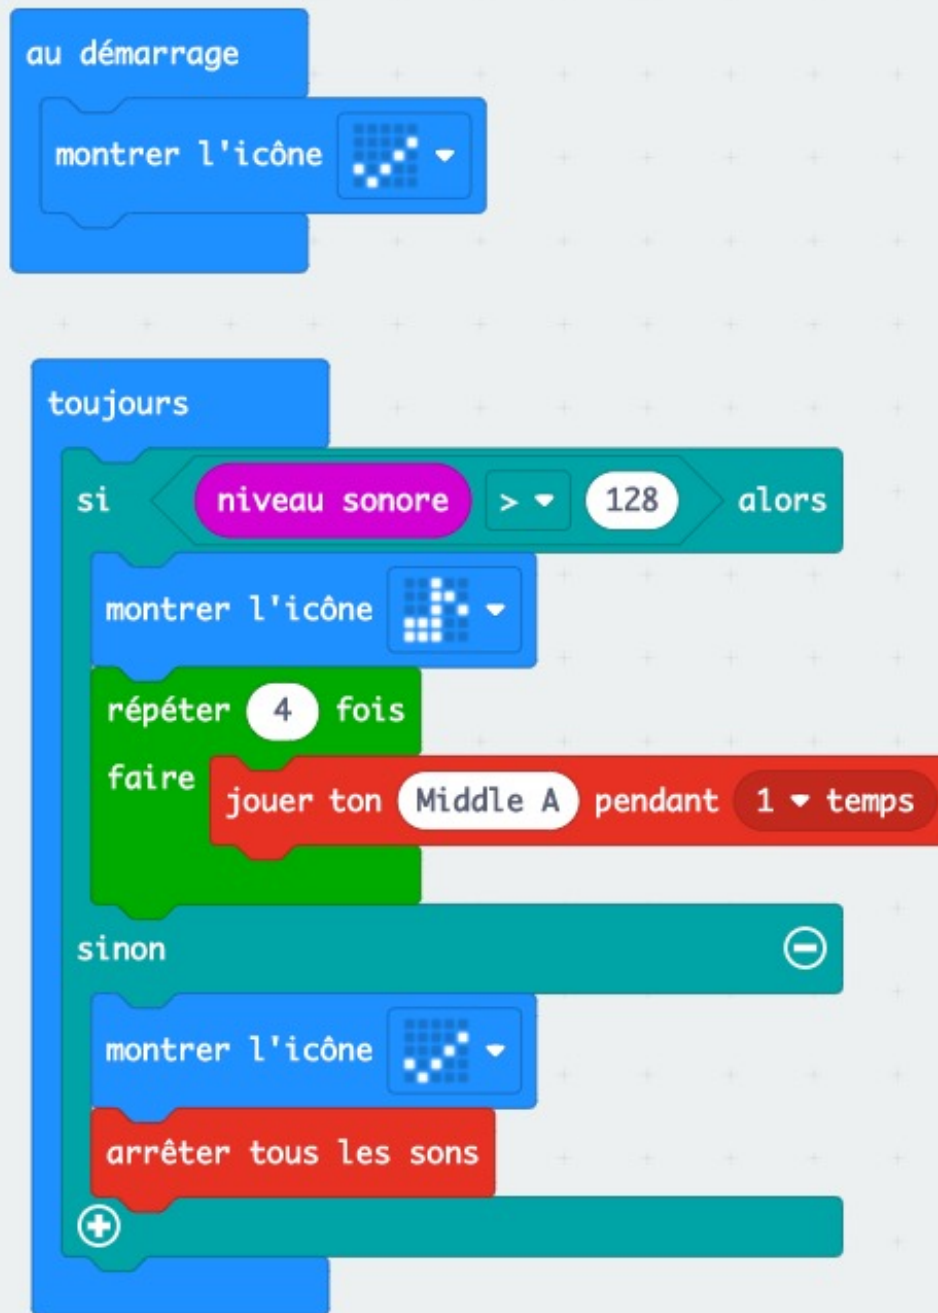 au démarrage
montrer l'icône
toujours
si niveau sonore > 128 alors
montrer l'icône
répéter 4 fois
faire jouer ton Middle A pendant 1 temps
sinon
montrer l'icône
arrêter tous les sons